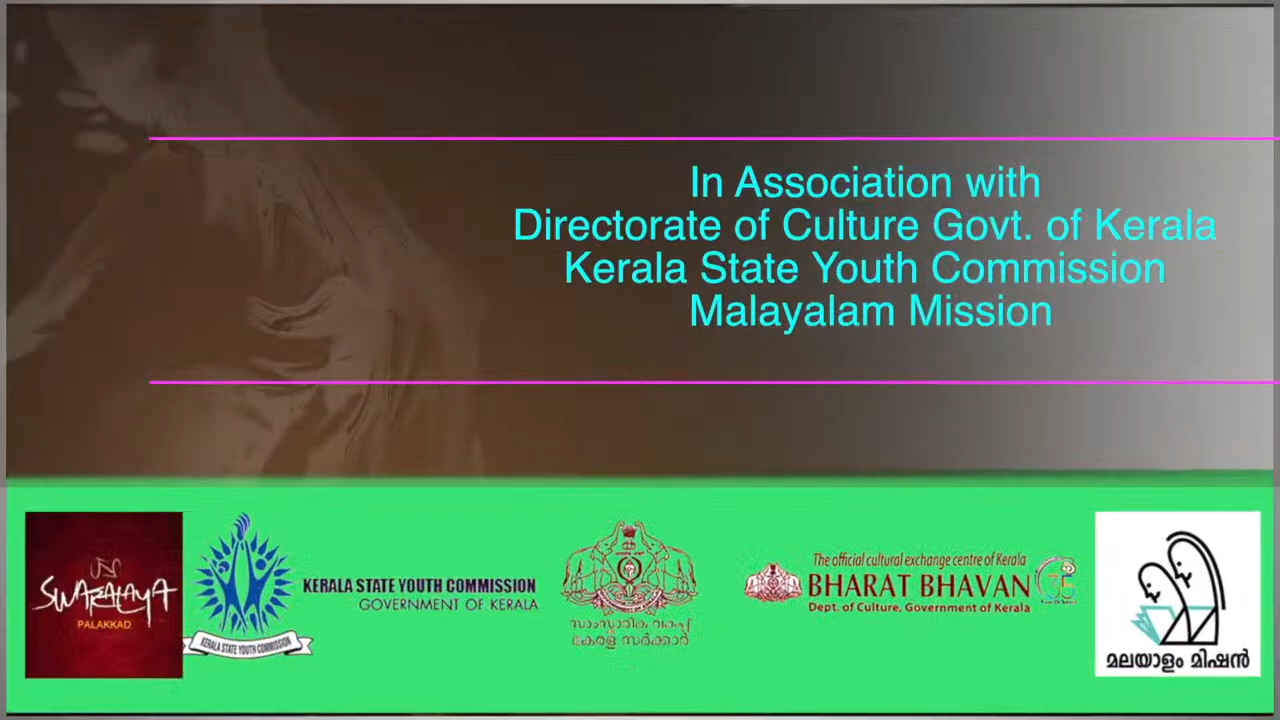 In Association with
Directorate of Culture Govt. of Kerala
Kerala State Youth Commission
Malayalam Mission
SWARALAYA
PALAKKAD
KERALA STATE YOUTH COMMISSION
KERALA STATE YOUTH COMMISSION
GOVERNMENT OF KERALA
സാംസ്കാരിക വകുപ്പ്
കേരള സർക്കാർ
The official cultural exchange centre of Kerala
BHARAT BHAVAN
Dept. of Culture, Government of Kerala
35
മലയാളം മിഷൻ